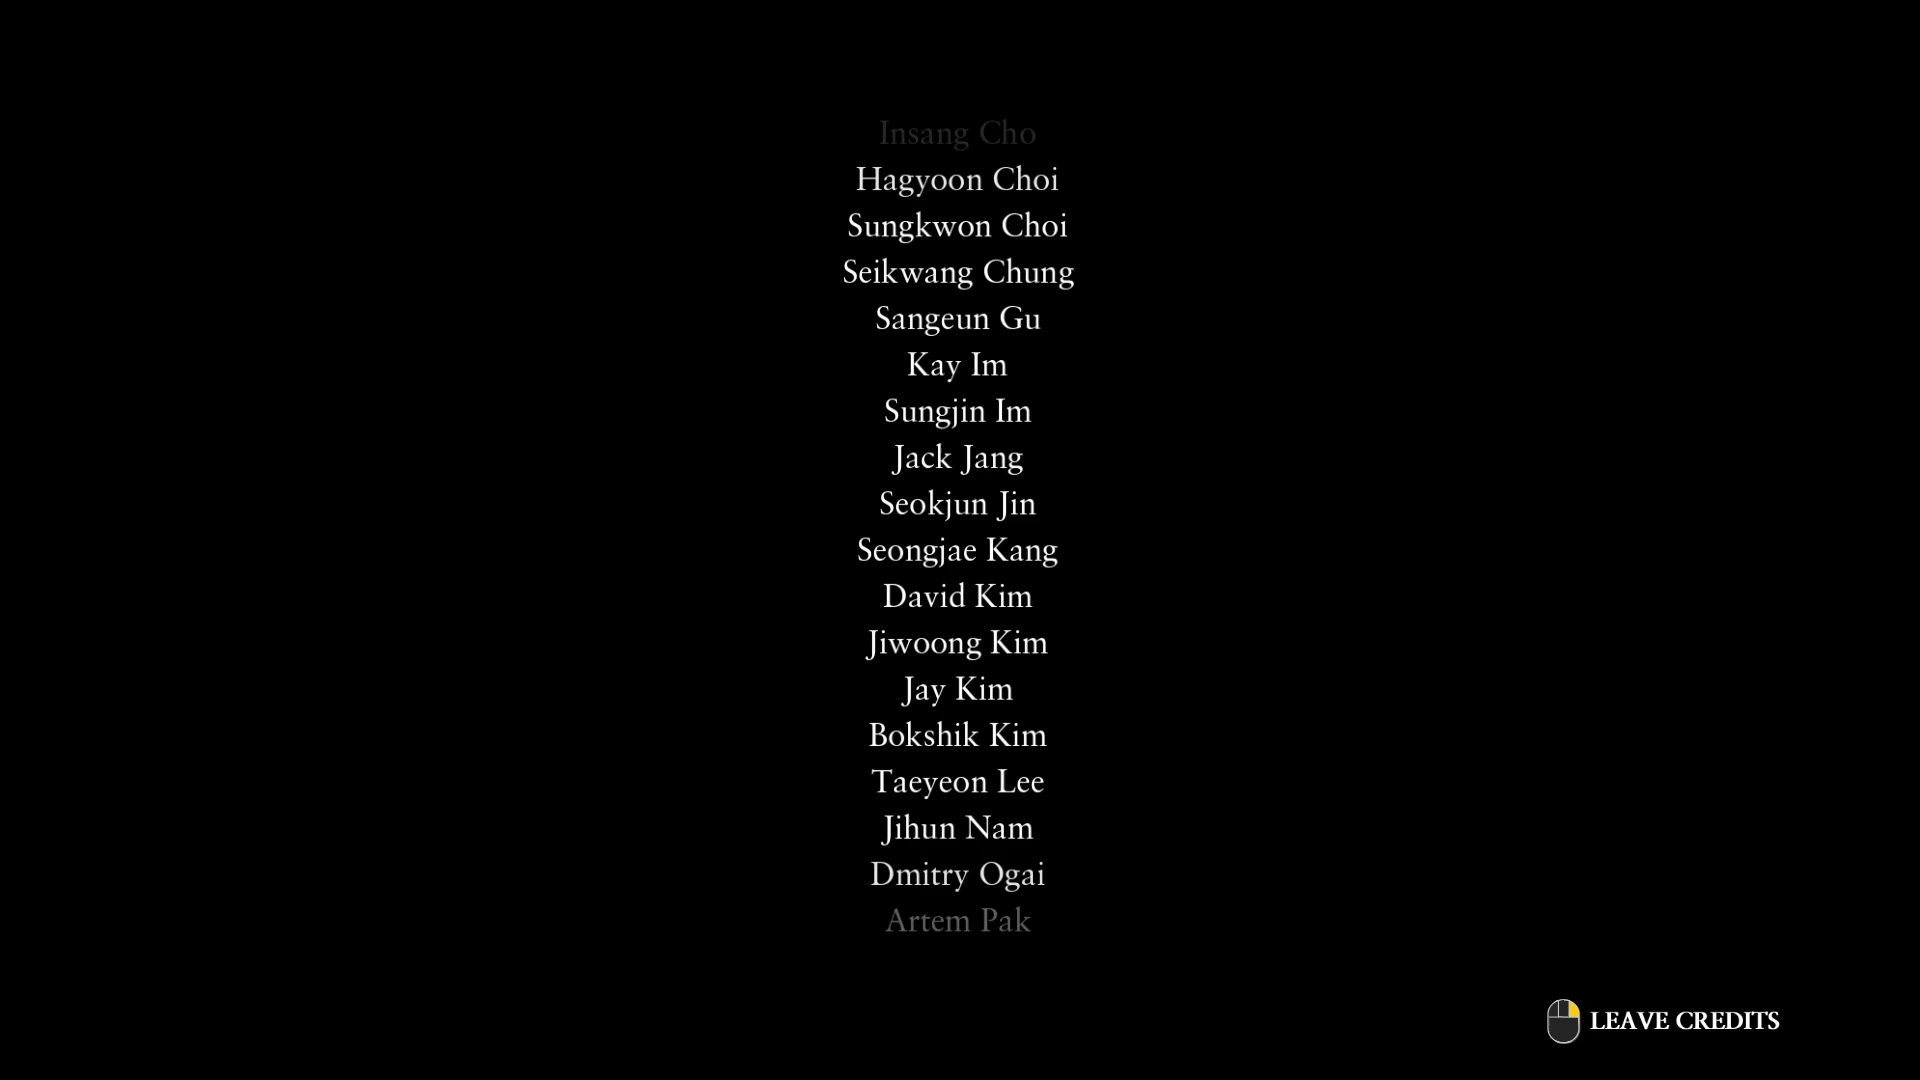 Insang Cho
Hagyoon Choi
Sungkwon Choi
Seikwang Chung
Sangeun Gu
Kay Im
Sungjin Im
Jack Jang
Seokjun Jin
Seongjae Kang
David Kim
Jiwoong Kim
Jay Kim
Bokshik Kim
Taeyeon Lee
Jihun Nam
Dmitry Ogai
Artem Pak
LEAVE CREDITS